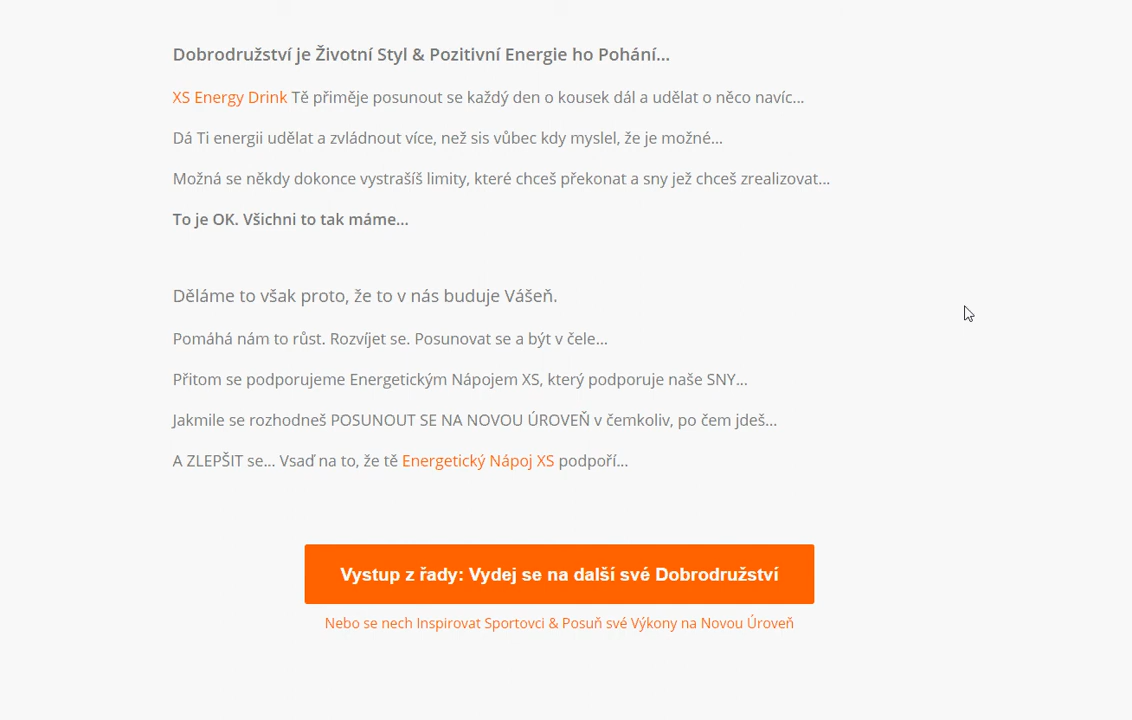 Dobrodružství je Životní Styl & Pozitivní Energie ho Pohání...
XS Energy Drink Tě přiměje posunout se každý den o kousek dál a udělat o něco navíc...
Dá Ti energii udělat a zvládnout více, než sis vůbec kdy myslel, že je možné...
Možná se někdy dokonce vystrašíš limity, které chceš překonat a sny jež chceš zrealizovat...
To je OK. Všichni to tak máme...
Děláme to však proto, že to v nás buduje Vášeň.
Pomáhá nám to růst. Rozvíjet se. Posunovat se a být v čele...
Přitom se podporujeme Energetickým Nápojem XS, který podporuje naše SNY...
Jakmile se rozhodneš POSUNOUT SE NA NOVOU ÚROVEŇ v čemkoliv, po čem jdeš...
A ZLEPŠIT se... Vsaď na to, že tě Energetický Nápoj XS podpoří...
Vystup z řady: Vydej se na další své Dobrodružství
Nebo se nech Inspirovat Sportovci & Posuň své Výkony na Novou Úroveň